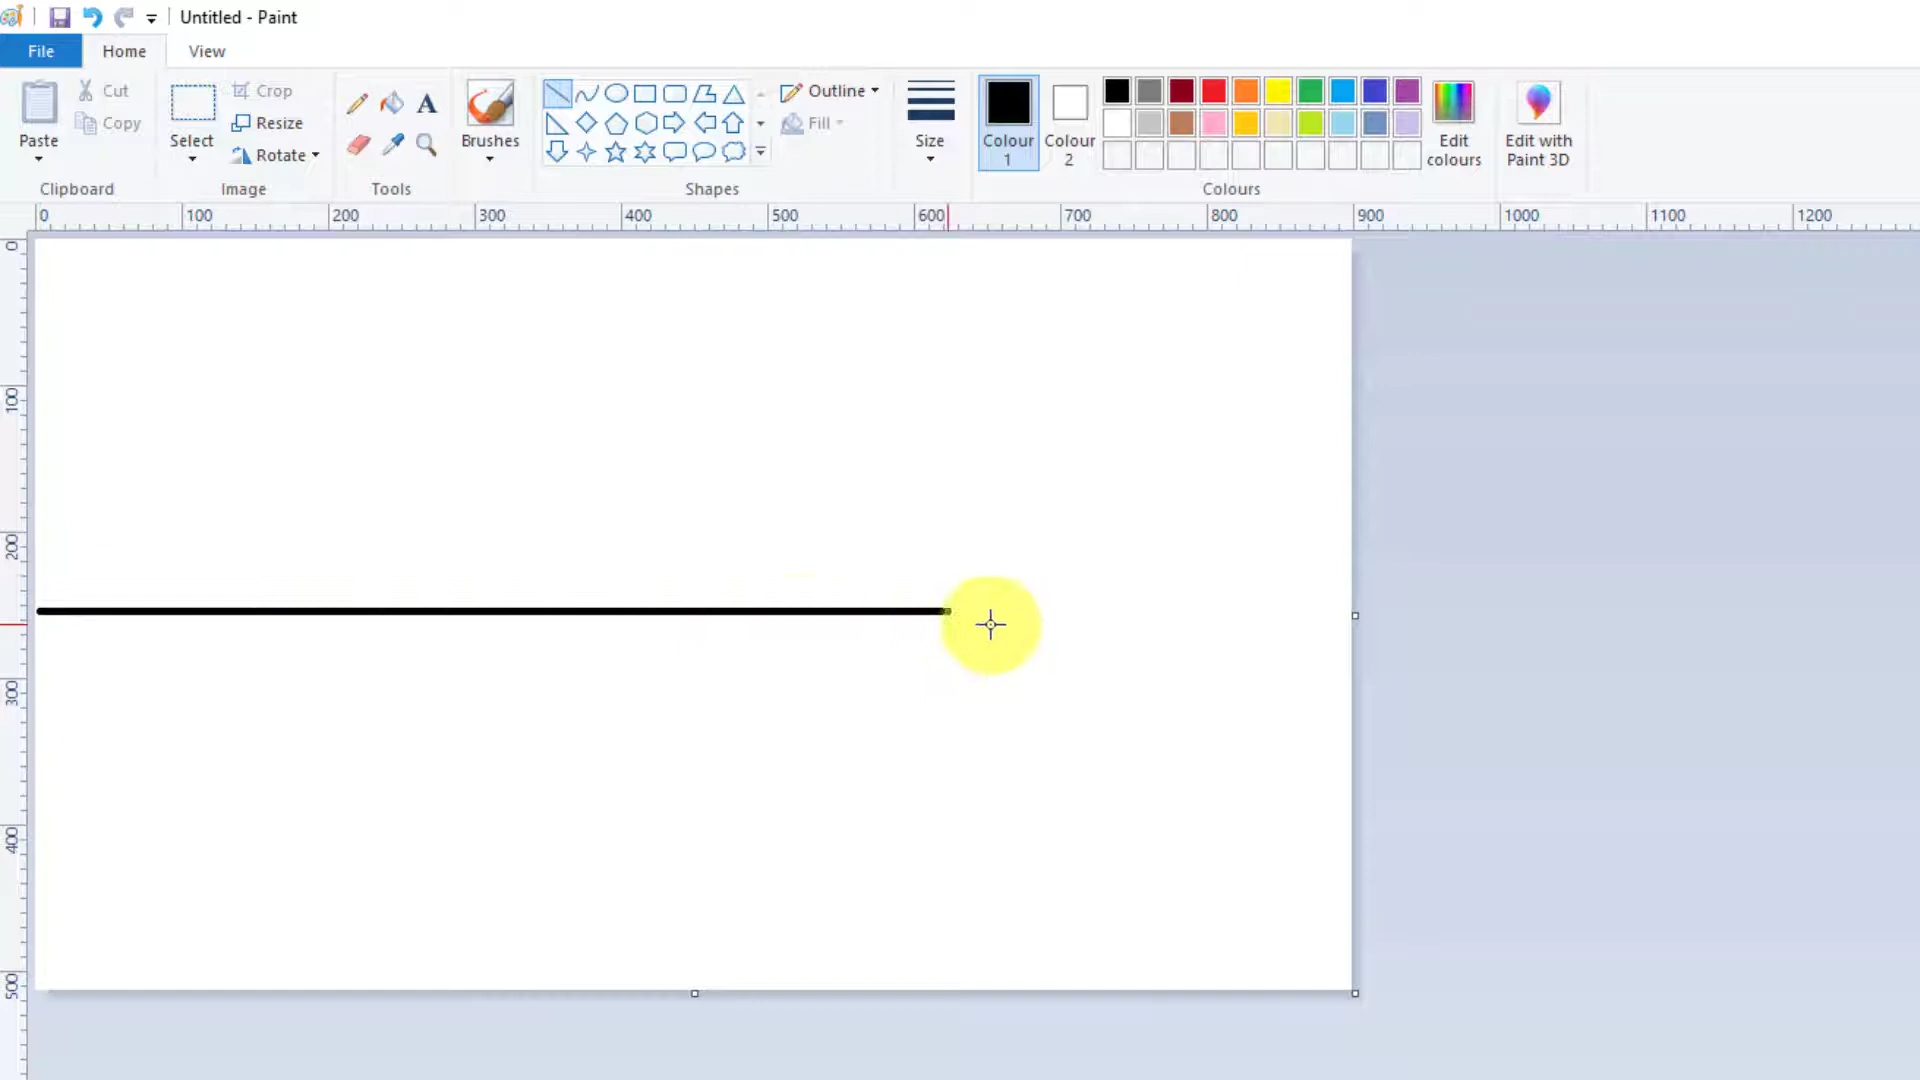 Untitled - Paint
File Home View
Paste
Cut
Copy
Clipboard
Select
Crop
Resize
Rotate
Image
A
Tools
Brushes
Outline
Fill
Shapes
Size
Colour
1
Colour
2
Edit
colours
Colours
Edit with
Paint 3D
0 100 200 300 400 500 600 700 800 900 1000 1100 1200
0
100
200
300
400
500